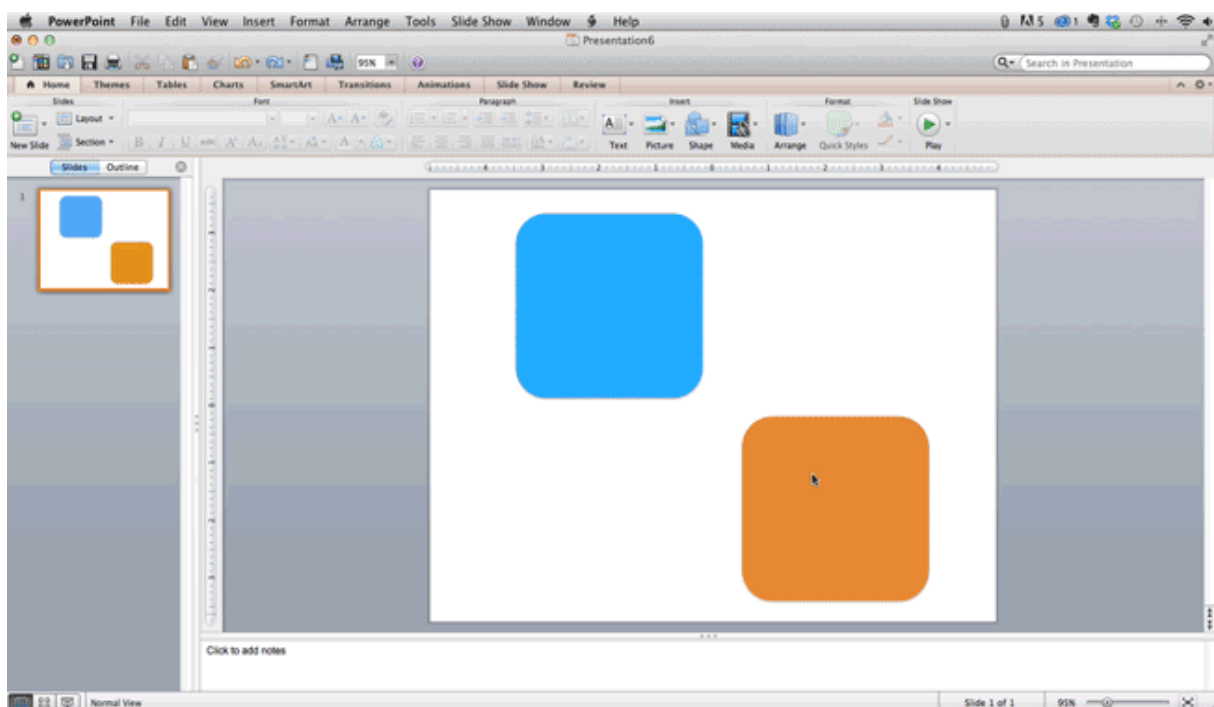 PowerPoint File Edit View Insert Format Arrange Tools Slide Show Window Help 5 1
Presentation6
95% Search in Presentation
Home Themes Tables Charts SmartArt Transitions Animations Slide Show Review
Slides Font Paragraph Insert Format Slide Show
Layout
New Slide Section B I U ABC Text Picture Shape Media Arrange Quick Styles Play
Slides Outline
1
Click to add notes
Normal View Slide 1 of 1 95%